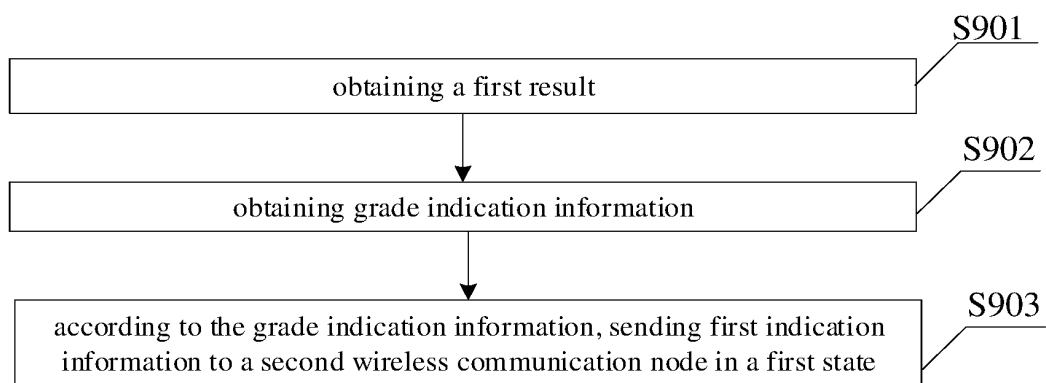 S901
obtaining a first result
S902
obtaining grade indication information
S903
according to the grade indication information, sending first indication
information to a second wireless communication node in a first state